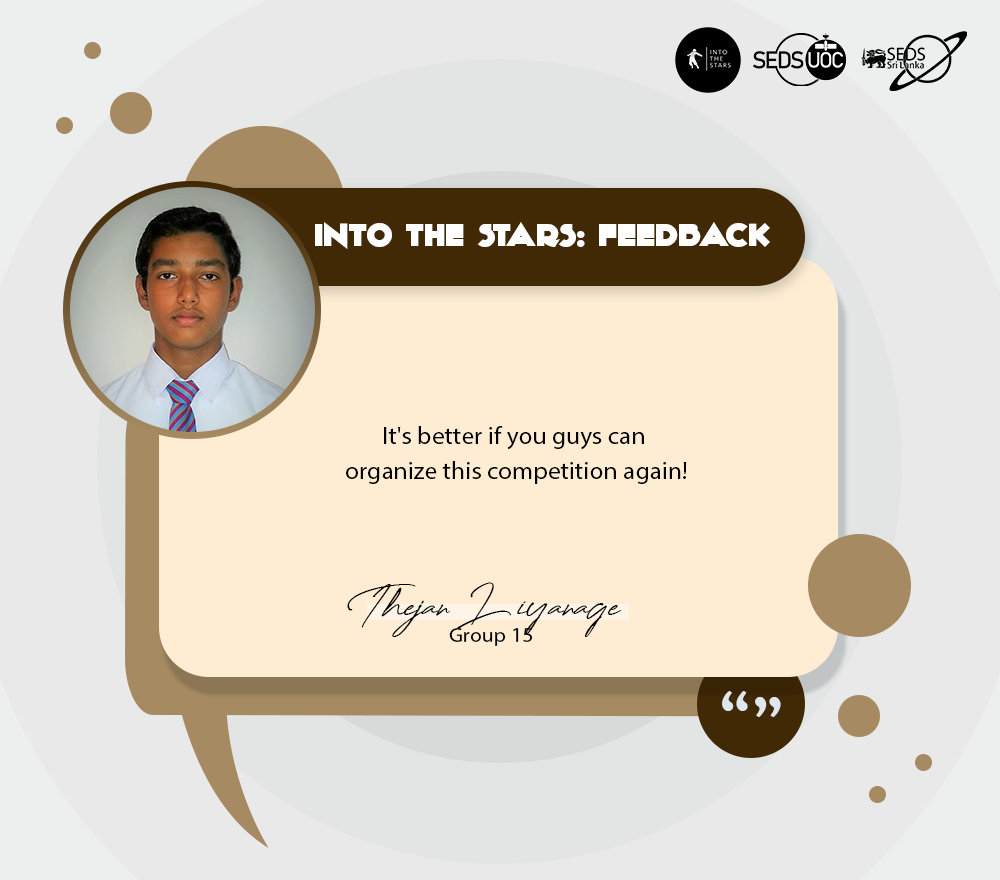 INTO
THE
STARS
SEDS UOC
SEDS
Sri Lanka
INTO THE STARS: FEEDBACK
It's better if you guys can
organize this competition again!
Thejan Liyanage
Group 15
“”